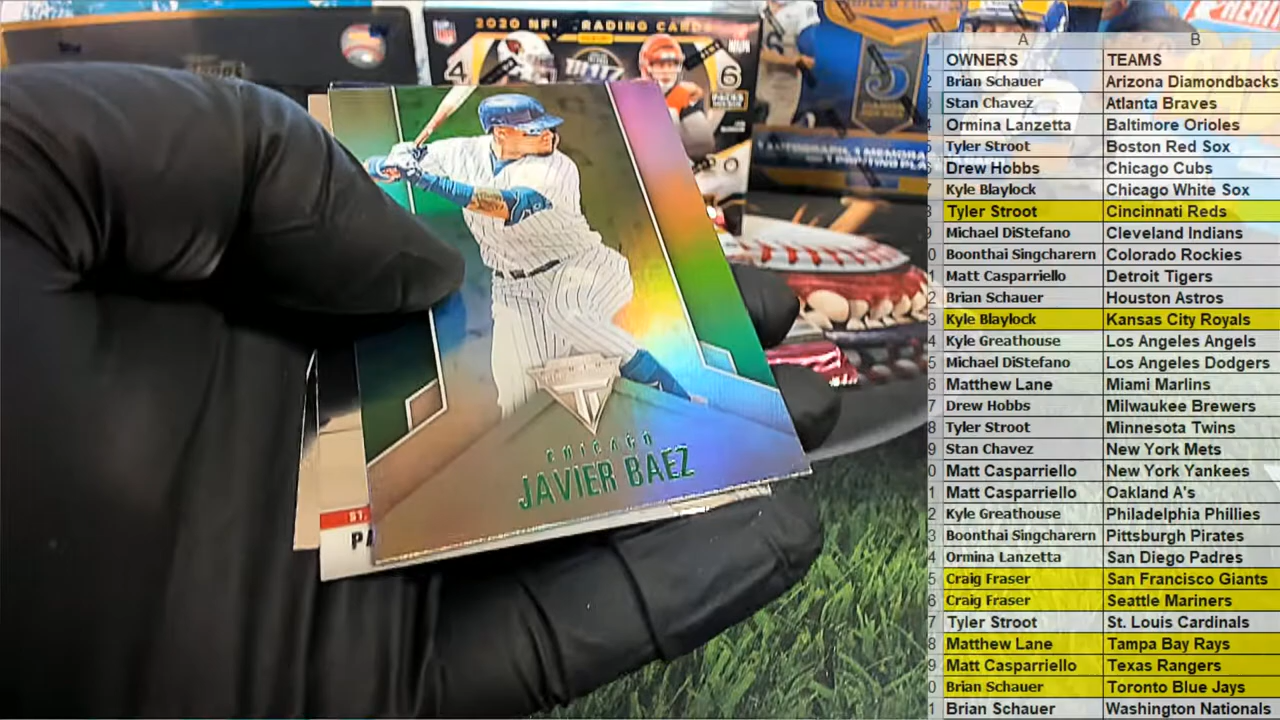 2020 NFL TRADING CARDS
4
6
5
CHICAGO
JAVIER BAEZ
ST.
PA
A B
OWNERS TEAMS
Brian Schauer Arizona Diamondbacks
Stan Chavez Atlanta Braves
Ormina Lanzetta Baltimore Orioles
Tyler Stroot Boston Red Sox
Drew Hobbs Chicago Cubs
Kyle Blaylock Chicago White Sox
Tyler Stroot Cincinnati Reds
Michael DiStefano Cleveland Indians
Boonthai Singcharern Colorado Rockies
Matt Casparriello Detroit Tigers
Brian Schauer Houston Astros
Kyle Blaylock Kansas City Royals
Kyle Greathouse Los Angeles Angels
Michael DiStefano Los Angeles Dodgers
Matthew Lane Miami Marlins
Drew Hobbs Milwaukee Brewers
Tyler Stroot Minnesota Twins
Stan Chavez New York Mets
Matt Casparriello New York Yankees
Matt Casparriello Oakland A's
Kyle Greathouse Philadelphia Phillies
Boonthai Singcharern Pittsburgh Pirates
Ormina Lanzetta San Diego Padres
Craig Fraser San Francisco Giants
Craig Fraser Seattle Mariners
Tyler Stroot St. Louis Cardinals
Matthew Lane Tampa Bay Rays
Matt Casparriello Texas Rangers
Brian Schauer Toronto Blue Jays
Brian Schauer Washington Nationals